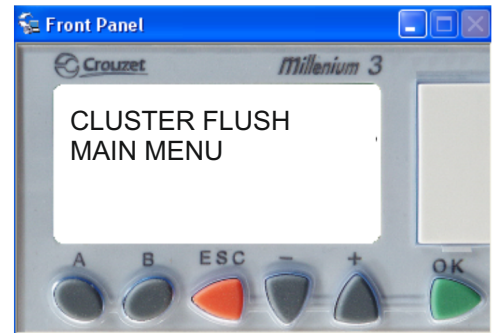 Front Panel
Crouzet Millenium 3
CLUSTER FLUSH
MAIN MENU
A B ESC - + OK